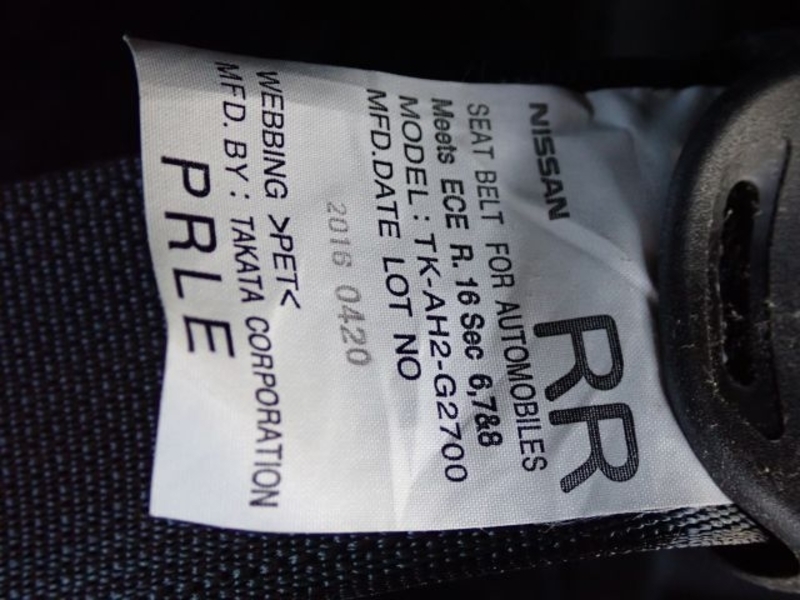 NISSAN RR
SEAT BELT FOR AUTOMOBILES
Meets ECE R. 16 Sec 6,7&8
MODEL : TK-AH2-G2700
MFD.DATE LOT NO
2016 0420
WEBBING >PET<
MFD. BY : TAKATA CORPORATION
PRLE